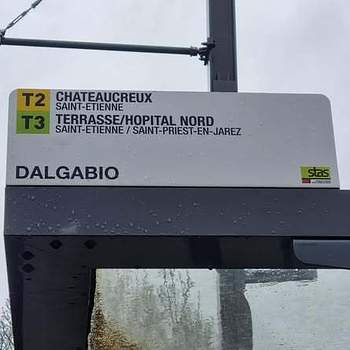 T2 CHATEAUCREUX
SAINT-ETIENNE
T3 TERRASSE/HOPITAL NORD
SAINT-ETIENNE / SAINT-PRIEST-EN-JAREZ
DALGABIO
stas